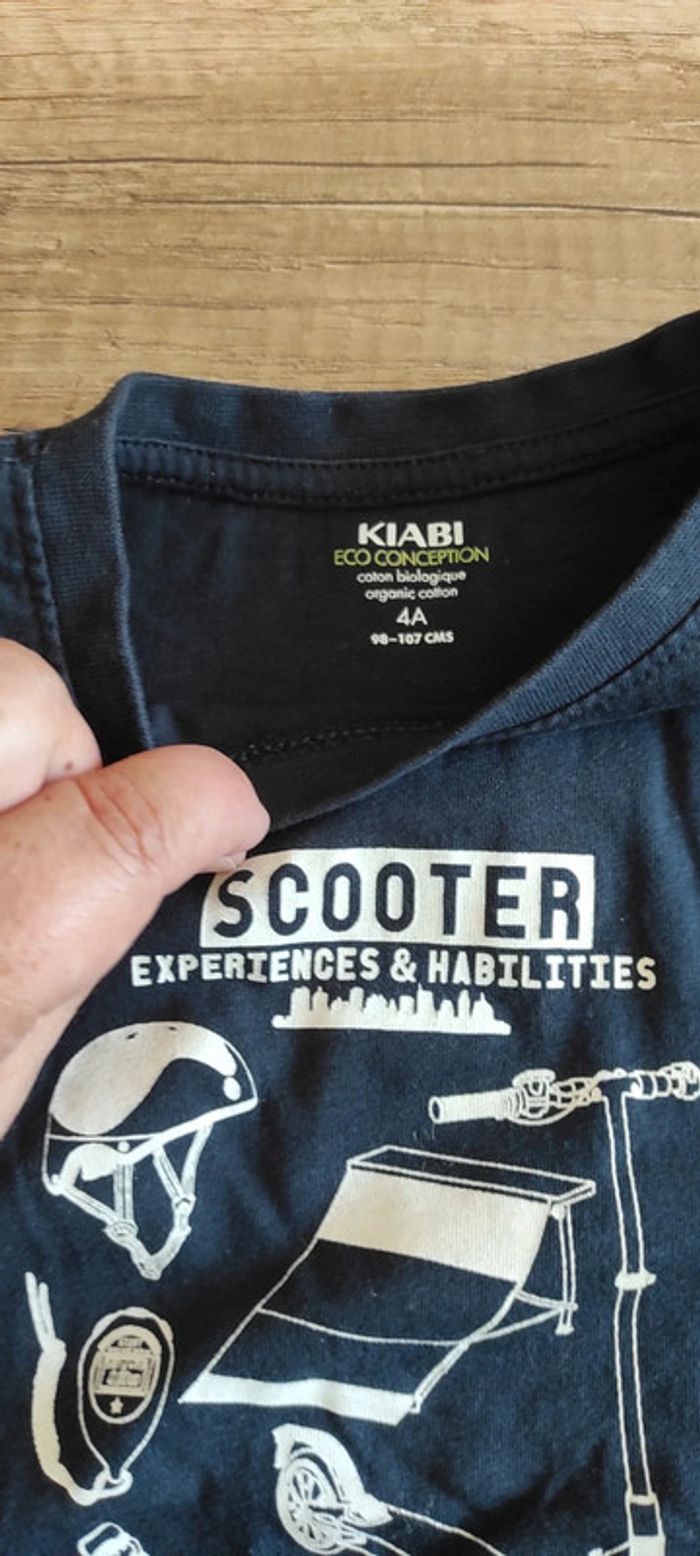 KIABI
ECO CONCEPTION
coton biologique
organic cotton
4A
98-107 CMS
SCOOTER
EXPERIENCES & HABILITIES